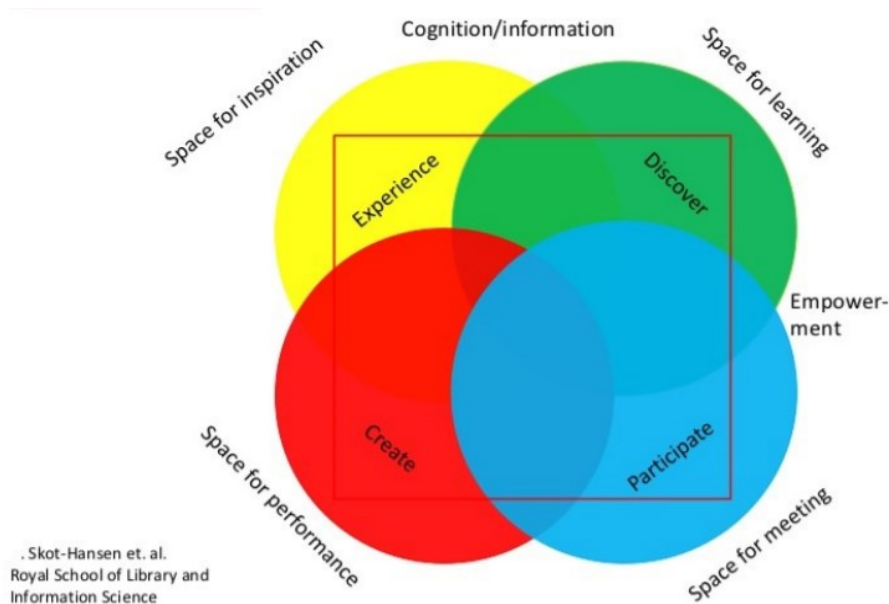 Cognition/information
Space for inspiration
Space for learning
Experience
Discover
Empower-
ment
Create
Participate
Space for performance
Space for meeting
. Skot-Hansen et. al.
Royal School of Library and
Information Science